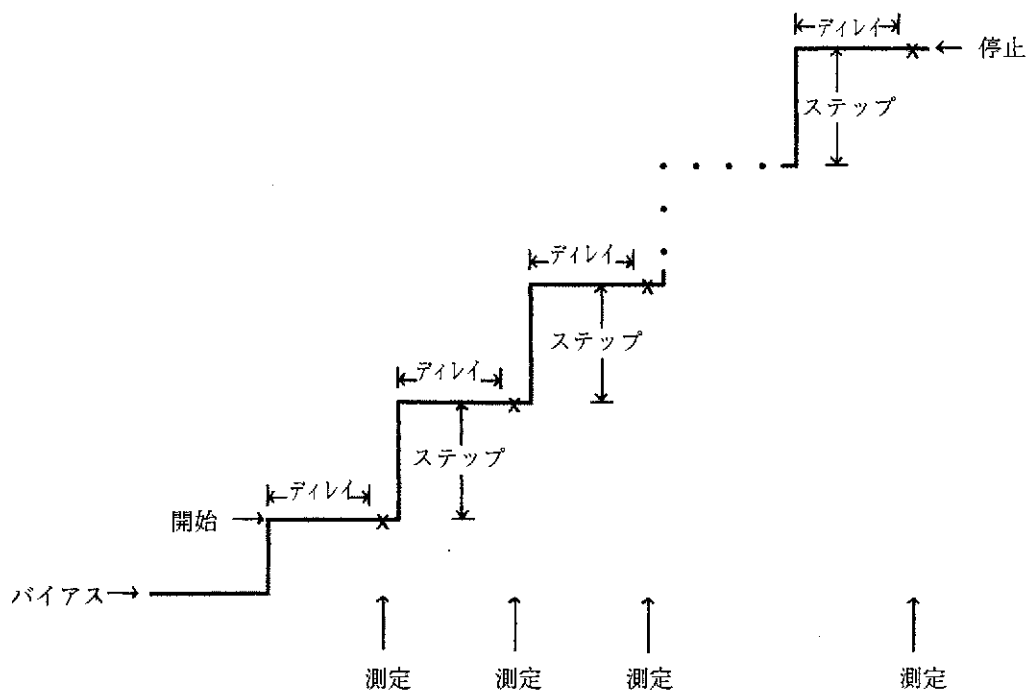 ディレイ
停止
ステップ
ディレイ
ステップ
ディレイ
ステップ
ディレイ
開始
バイアス
測定 測定 測定 測定